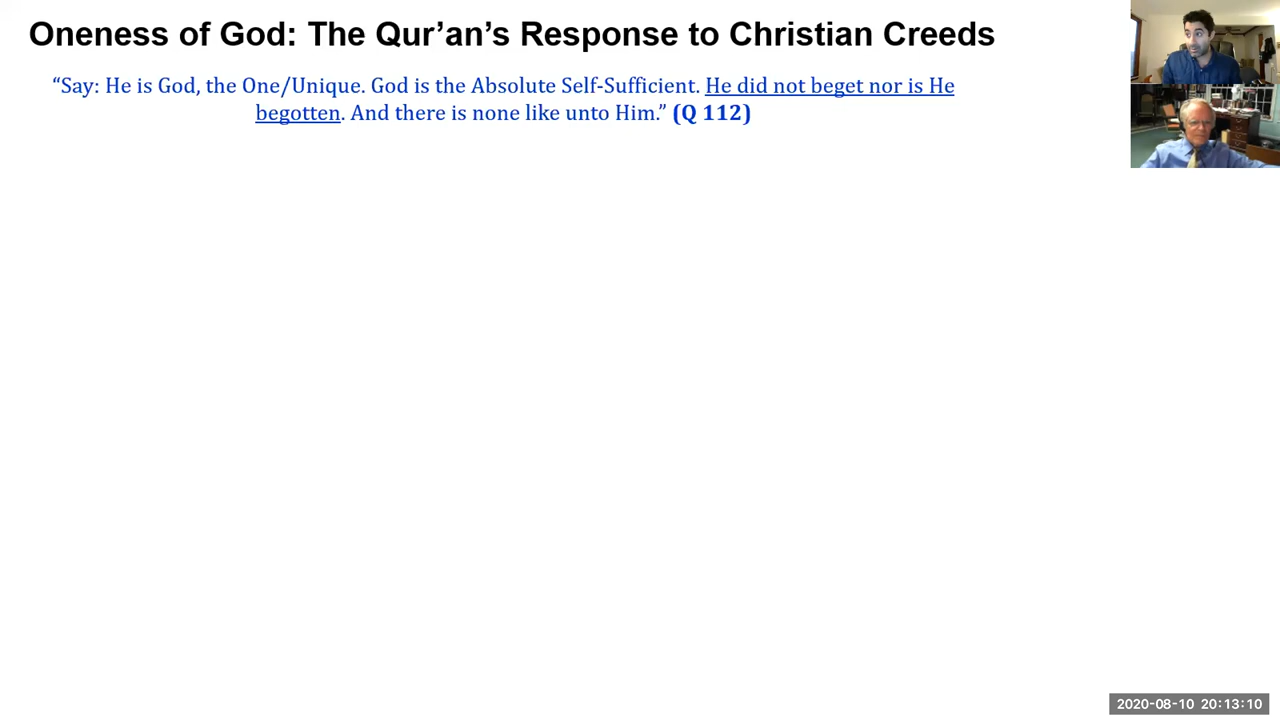 Oneness of God: The Qur’an’s Response to Christian Creeds
“Say: He is God, the One/Unique. God is the Absolute Self-Sufficient. He did not beget nor is He
begotten. And there is none like unto Him.” (Q 112)
2020-08-10 20:13:10